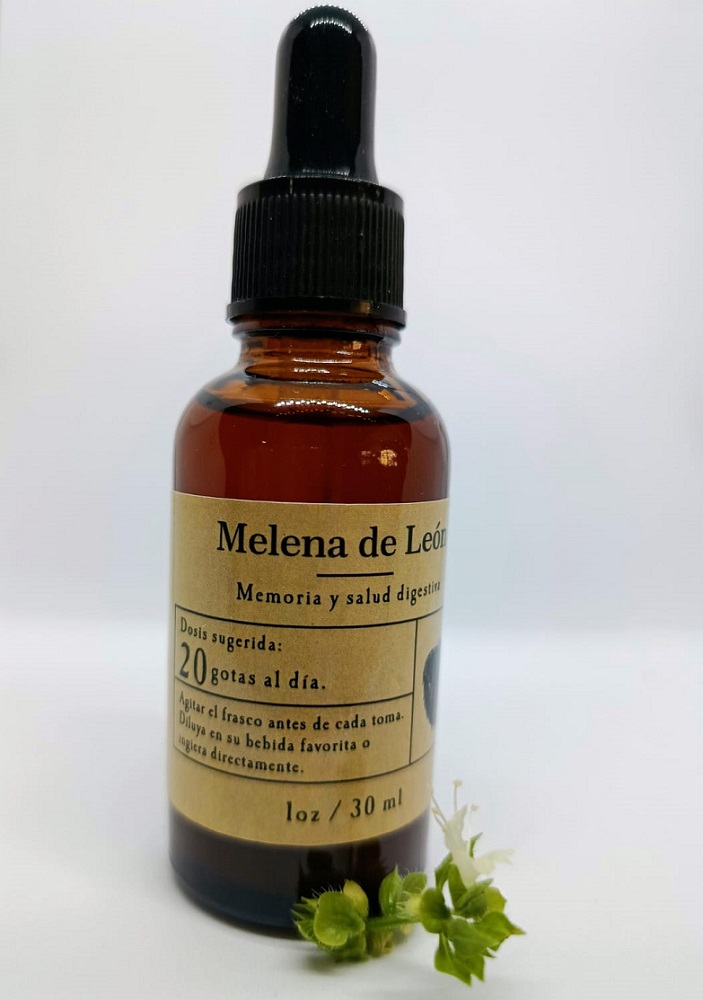 Melena de León
Memoria y salud digestiva
Dosis sugerida:
20 gotas al día.
Agitar el frasco antes de cada toma.
Diluya en su bebida favorita o
ingiera directamente.
1oz / 30 ml